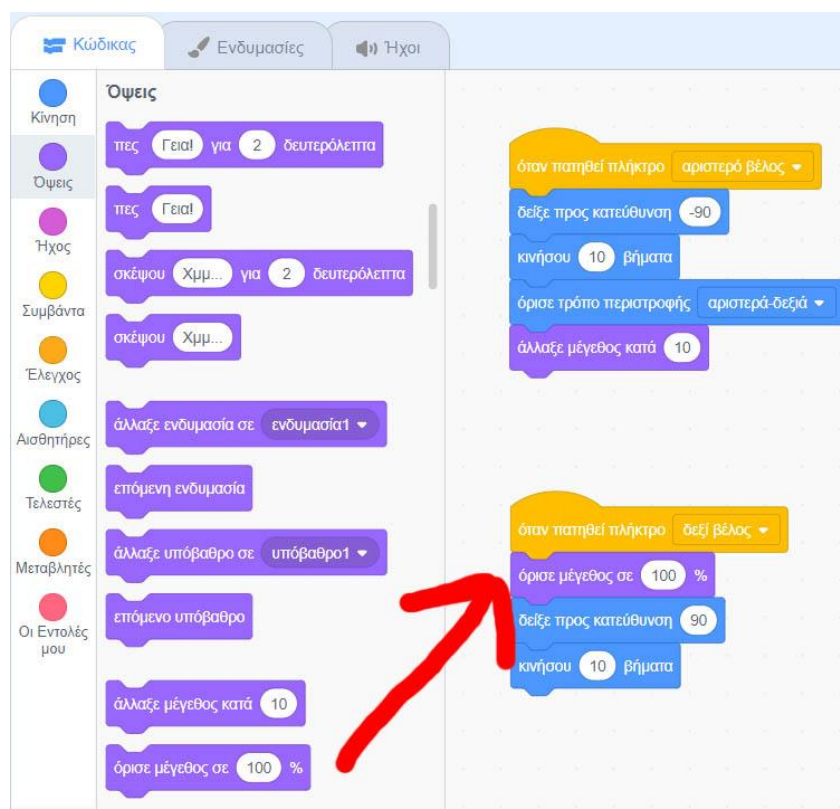 Κώδικας
Ενδυμασίες
Ήχοι
Κίνηση
Όψεις
Ήχος
Συμβάντα
Έλεγχος
Αισθητήρες
Τελεστές
Μεταβλητές
Οι Εντολές
μου
Όψεις
πες Γεια! για 2 δευτερόλεπτα
πες Γεια!
σκέψου Χμμ... για 2 δευτερόλεπτα
σκέψου Χμμ...
άλλαξε ενδυμασία σε ενδυμασία1
επόμενη ενδυμασία
άλλαξε υπόβαθρο σε υπόβαθρο1
επόμενο υπόβαθρο
άλλαξε μέγεθος κατά 10
όρισε μέγεθος σε 100 %
όταν πατηθεί πλήκτρο αριστερό βέλος
δείξε προς κατεύθυνση -90
κινήσου 10 βήματα
όρισε τρόπο περιστροφής αριστερά-δεξιά
άλλαξε μέγεθος κατά 10
όταν πατηθεί πλήκτρο δεξί βέλος
όρισε μέγεθος σε 100 %
δείξε προς κατεύθυνση 90
κινήσου 10 βήματα